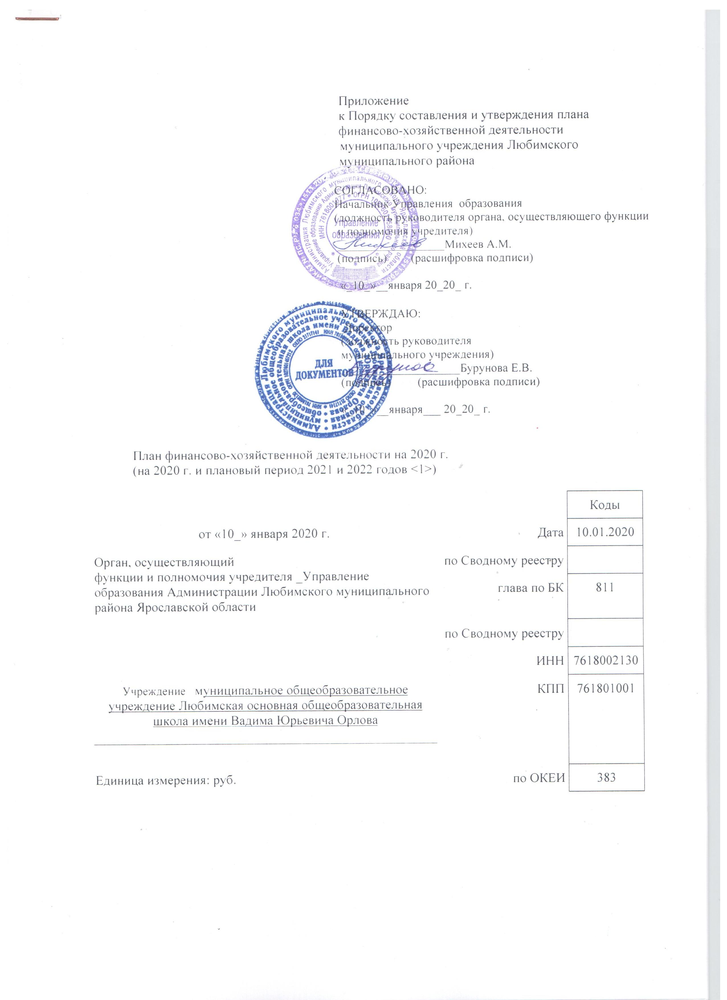 Приложение
к Порядку составления и утверждения плана
финансово-хозяйственной деятельности
муниципального учреждения Любимского
муниципального района
СОГЛАСОВАНО:
Начальник Управления образования
(должность руководителя органа, осуществляющего функции
и полномочия учредителя)
Михеев А.М.
(подпись) (расшифровка подписи)
«_10_»__января 20_20_ г.
Управление
образования
УТВЕРЖДАЮ:
Директор
(должность руководителя
муниципального учреждения)
Бурунова Е.В.
(подпись) (расшифровка подписи)
«_10_»__января___ 20_20_ г.
ДЛЯ
ДОКУМЕНТОВ
План финансово-хозяйственной деятельности на 2020 г.
(на 2020 г. и плановый период 2021 и 2022 годов <1>)
Коды
от «10_» января 2020 г. Дата 10.01.2020
Орган, осуществляющий по Сводному реестру
функции и полномочия учредителя _Управление
образования Администрации Любимского муниципального глава по БК 811
района Ярославской области
по Сводному реестру
ИНН 7618002130
Учреждение муниципальное общеобразовательное КПП 761801001
учреждение Любимская основная общеобразовательная
школа имени Вадима Юрьевича Орлова
Единица измерения: руб. по ОКЕИ 383